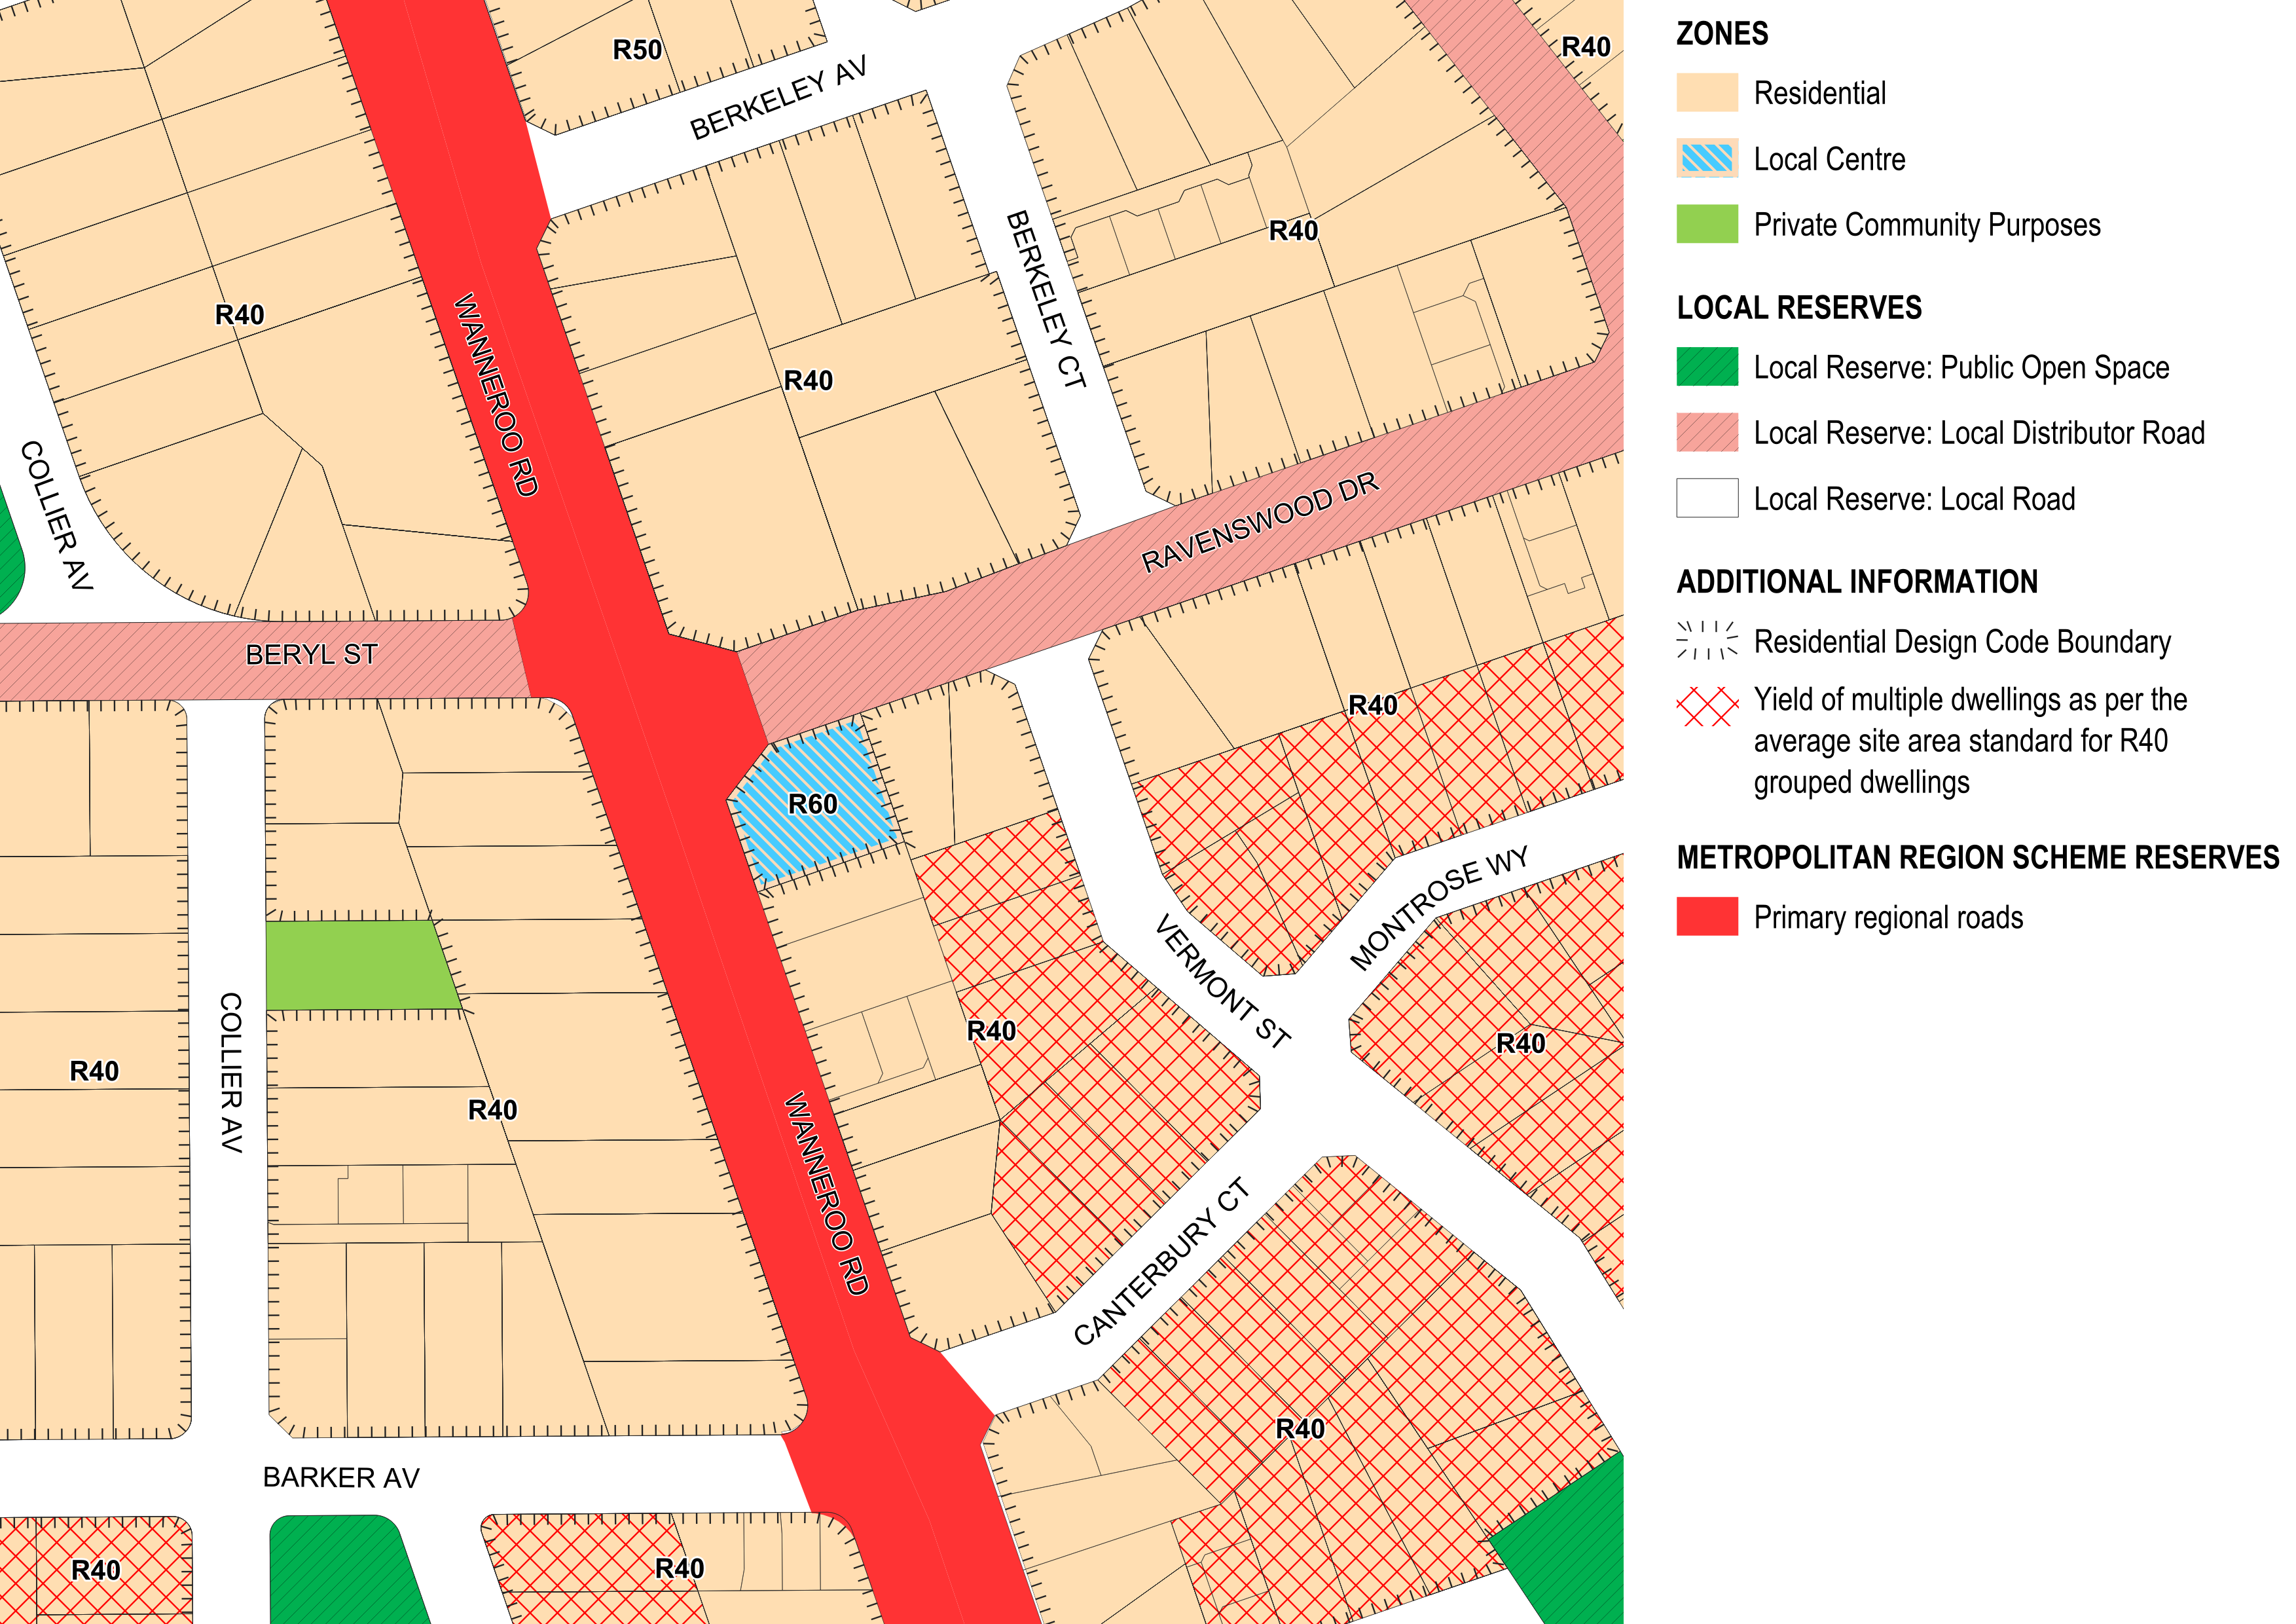 R50
R40
BERKELEY AV
BERKELEY CT
R40
R40
WANNEROO RD
R40
COLLIER AV
RAVENSWOOD DR
BERYL ST
R40
R60
MONTROSE WY
VERMONT ST
R40
R40
COLLIER AV
R40
R40
WANNEROO RD
CANTERBURY CT
R40
BARKER AV
R40
R40
ZONES
Residential
Local Centre
Private Community Purposes
LOCAL RESERVES
Local Reserve: Public Open Space
Local Reserve: Local Distributor Road
Local Reserve: Local Road
ADDITIONAL INFORMATION
Residential Design Code Boundary
Yield of multiple dwellings as per the
average site area standard for R40
grouped dwellings
METROPOLITAN REGION SCHEME RESERVES
Primary regional roads